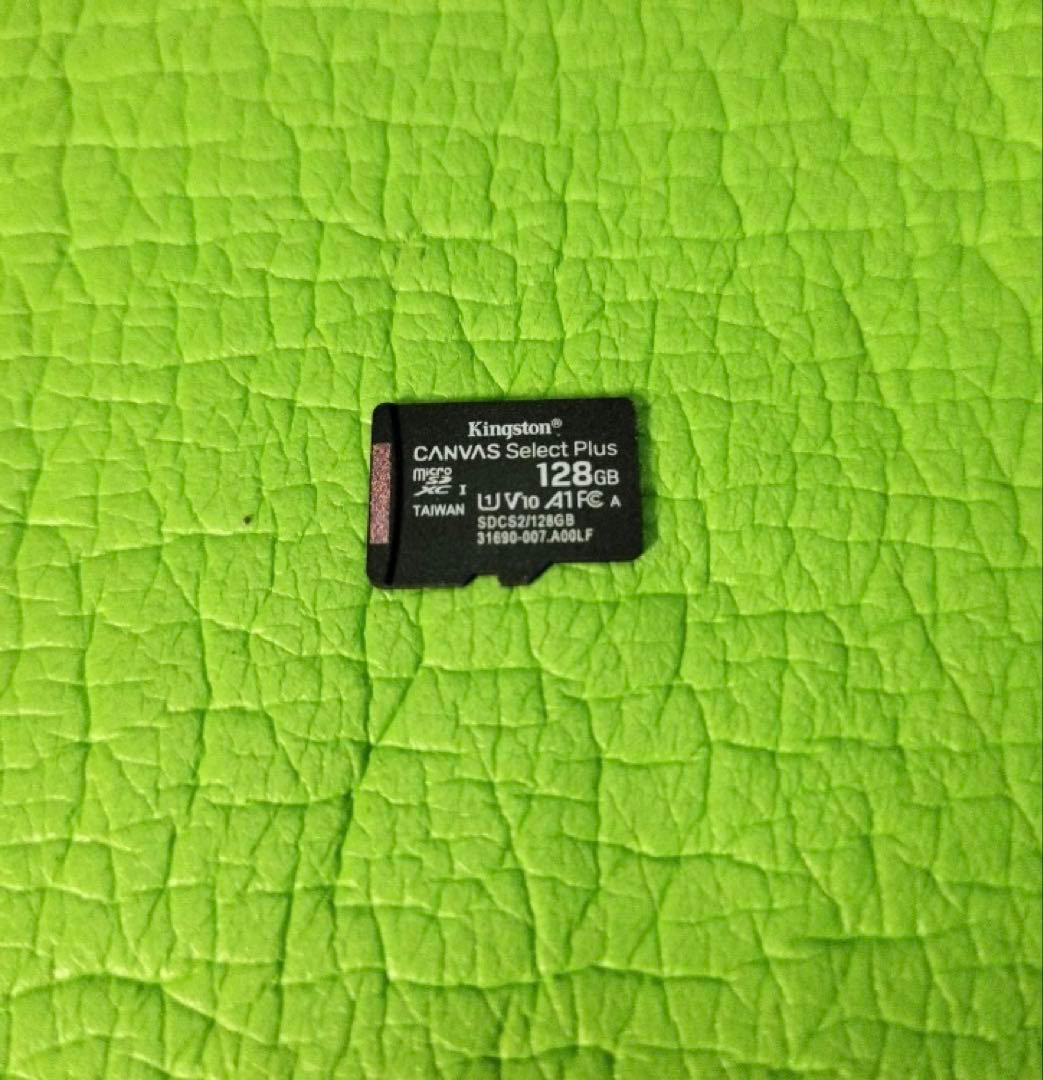 Kingston®
CANVAS Select Plus
micro SD XC I
128GB
U1 V10 A1 FC A
TAIWAN
SDCS2/128GB
31690-007.A00LF